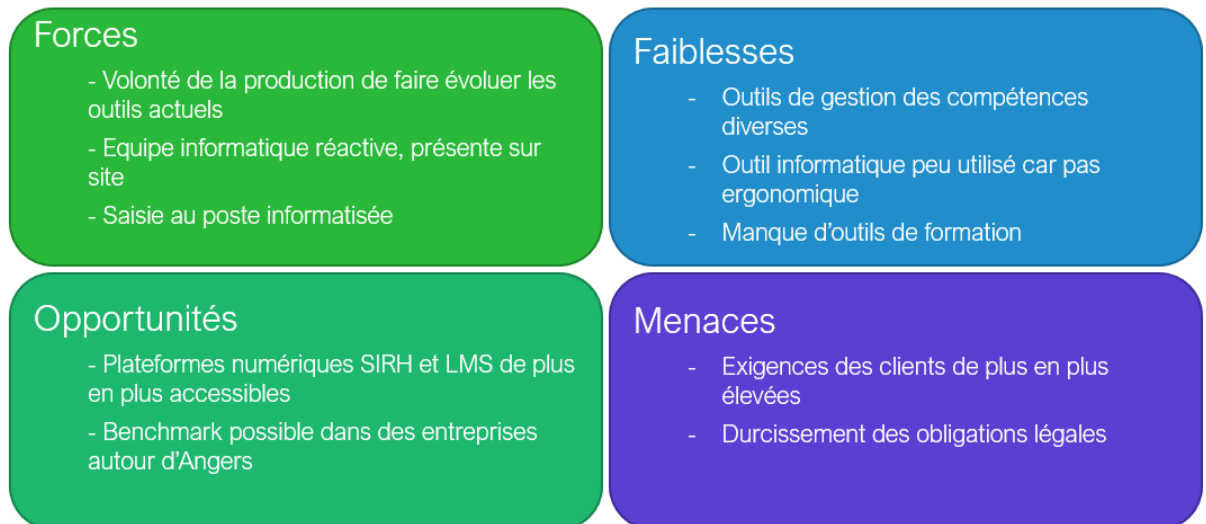 Forces
- Volonté de la production de faire évoluer les
outils actuels
- Equipe informatique réactive, présente sur
site
- Saisie au poste informatisée
Faiblesses
- Outils de gestion des compétences
diverses
- Outil informatique peu utilisé car pas
ergonomique
- Manque d'outils de formation
Opportunités
- Plateformes numériques SIRH et LMS de plus
en plus accessibles
- Benchmark possible dans des entreprises
autour d'Angers
Menaces
- Exigences des clients de plus en plus
élevées
- Durcissement des obligations légales